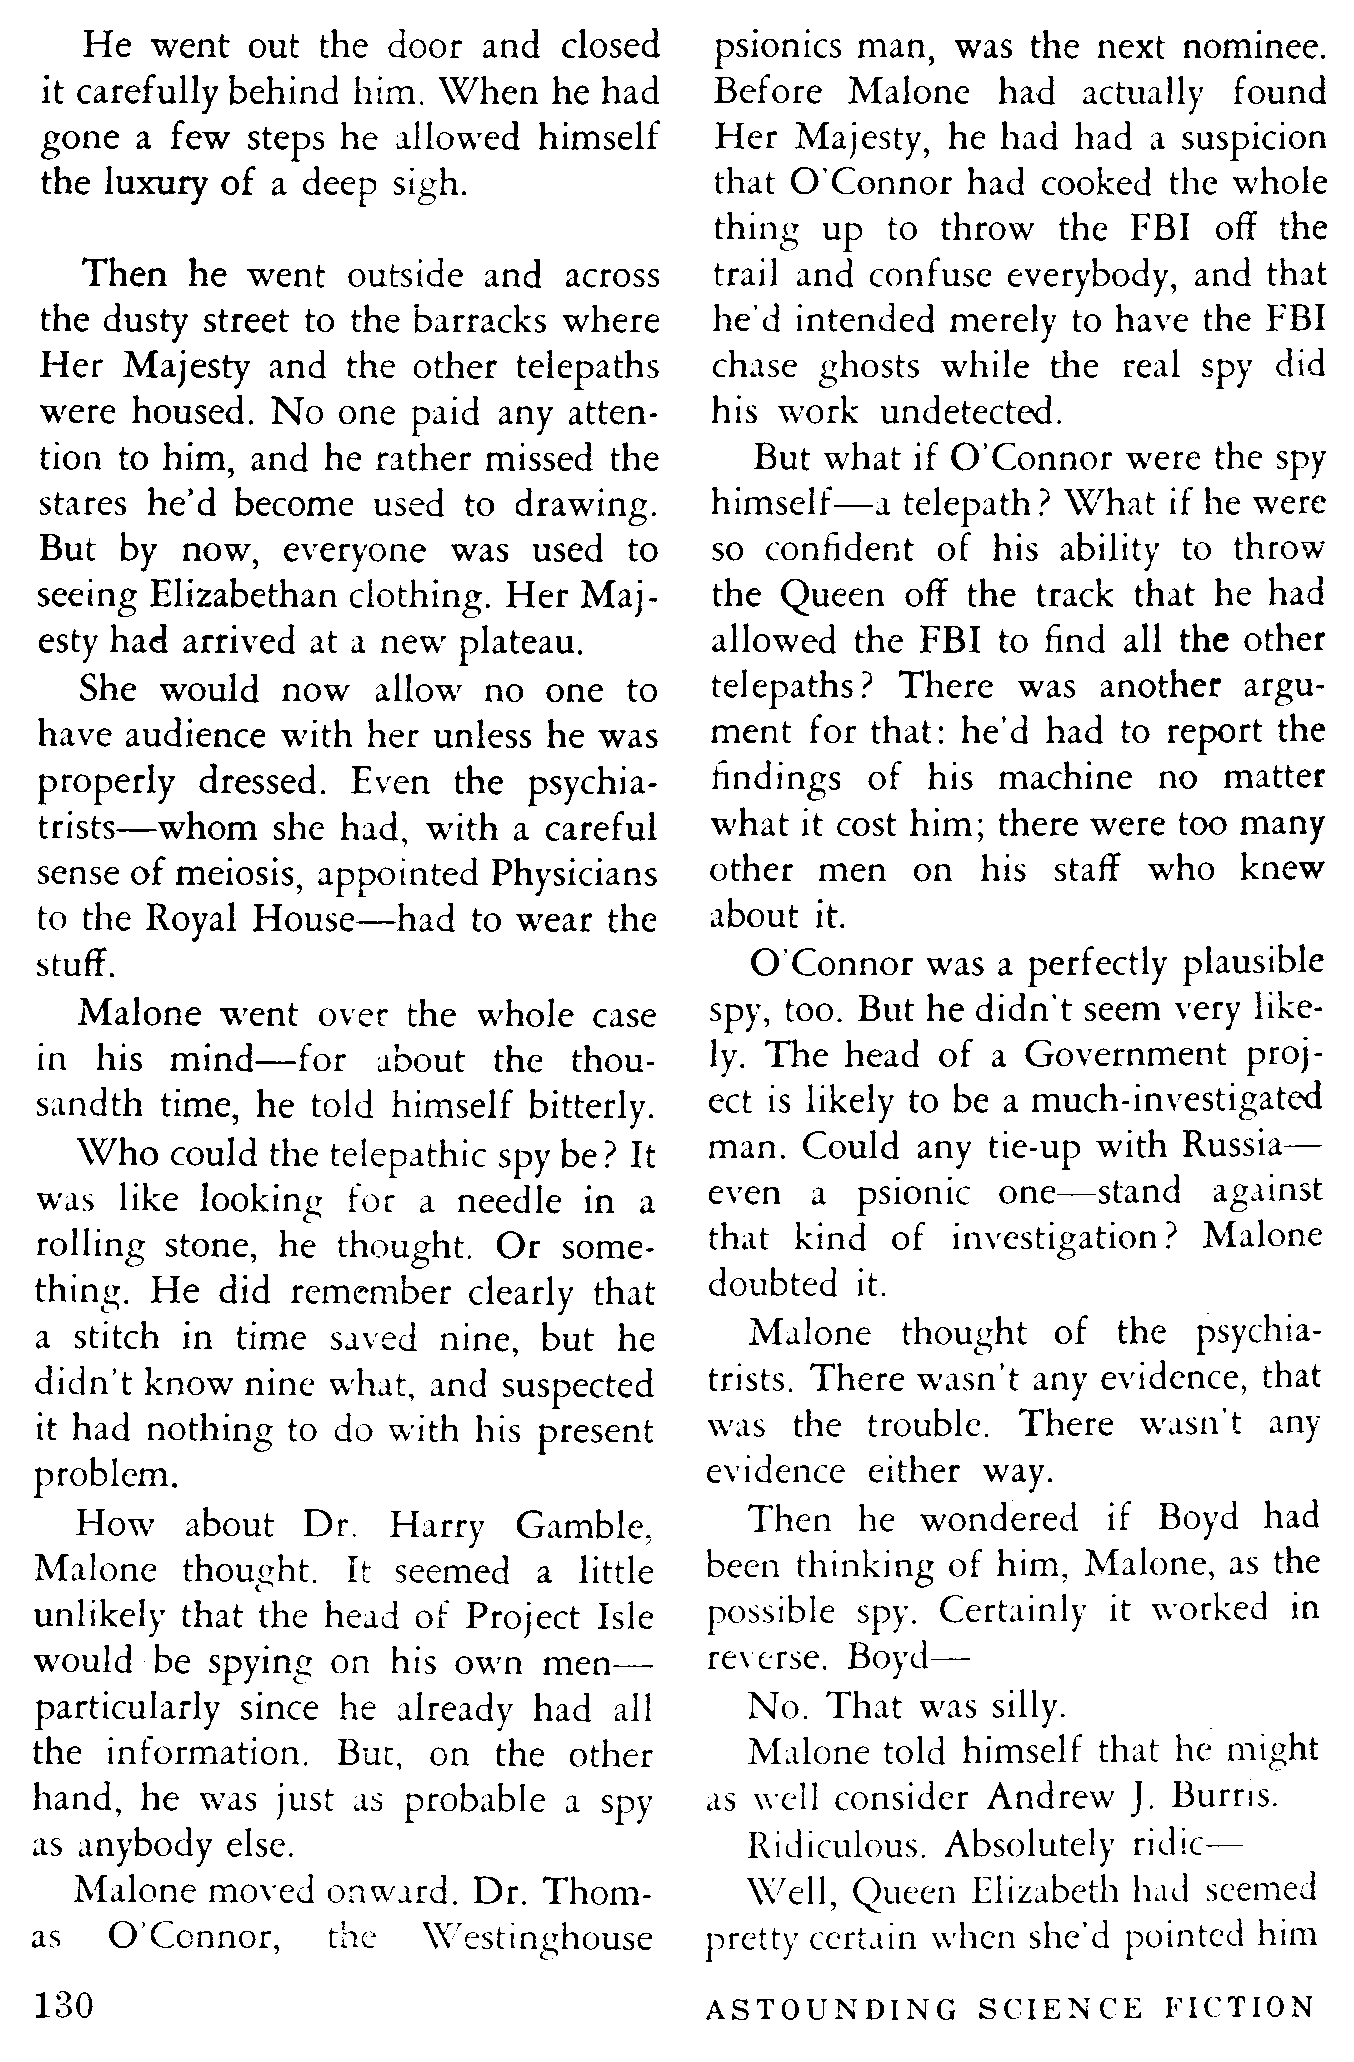 He went out the door and closed
it carefully behind him. When he had
gone a few steps he allowed himself
the luxury of a deep sigh.
Then he went outside and across
the dusty street to the barracks where
Her Majesty and the other telepaths
were housed. No one paid any atten-
tion to him, and he rather missed the
stares he'd become used to drawing.
But by now, everyone was used to
seeing Elizabethan clothing. Her Maj-
esty had arrived at a new plateau.
She would now allow no one to
have audience with her unless he was
properly dressed. Even the psychia-
trists—whom she had, with a careful
sense of meiosis, appointed Physicians
to the Royal House—had to wear the
stuff.
Malone went over the whole case
in his mind—for about the thou-
sandth time, he told himself bitterly.
Who could the telepathic spy be? It
was like looking for a needle in a
rolling stone, he thought. Or some-
thing. He did remember clearly that
a stitch in time saved nine, but he
didn't know nine what, and suspected
it had nothing to do with his present
problem.
How about Dr. Harry Gamble,
Malone thought. It seemed a little
unlikely that the head of Project Isle
would be spying on his own men—
particularly since he already had all
the information. But, on the other
hand, he was just as probable a spy
as anybody else.
Malone moved onward. Dr. Thom-
as O'Connor, the Westinghouse
psionics man, was the next nominee.
Before Malone had actually found
Her Majesty, he had had a suspicion
that O'Connor had cooked the whole
thing up to throw the FBI off the
trail and confuse everybody, and that
he'd intended merely to have the FBI
chase ghosts while the real spy did
his work undetected.
But what if O'Connor were the spy
himself—a telepath? What if he were
so confident of his ability to throw
the Queen off the track that he had
allowed the FBI to find all the other
telepaths? There was another argu-
ment for that: he'd had to report the
findings of his machine no matter
what it cost him; there were too many
other men on his staff who knew
about it.
O'Connor was a perfectly plausible
spy, too. But he didn't seem very like-
ly. The head of a Government proj-
ect is likely to be a much-investigated
man. Could any tie-up with Russia—
even a psionic one—stand against
that kind of investigation? Malone
doubted it.
Malone thought of the psychia-
trists. There wasn't any evidence, that
was the trouble. There wasn't any
evidence either way.
Then he wondered if Boyd had
been thinking of him, Malone, as the
possible spy. Certainly it worked in
reverse. Boyd—
No. That was silly.
Malone told himself that he might
as well consider Andrew J. Burris.
Ridiculous. Absolutely ridic—
Well, Queen Elizabeth had seemed
pretty certain when she'd pointed him
130
ASTOUNDING SCIENCE FICTION